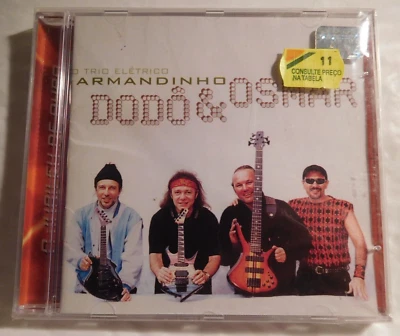 O TRIO ELÉTRICO
ARMANDINHO
DODÔ & OSMAR
11
CONSULTE PREÇO
NA TABELA